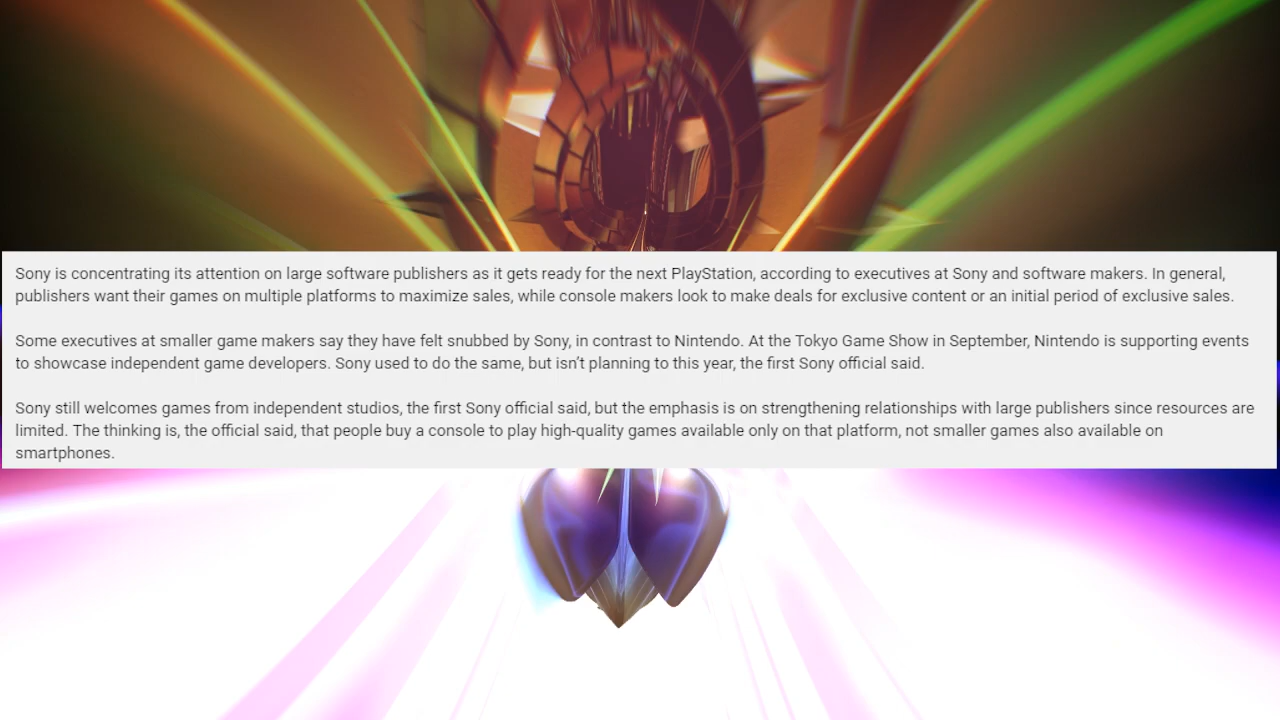 Sony is concentrating its attention on large software publishers as it gets ready for the next PlayStation, according to executives at Sony and software makers. In general,
publishers want their games on multiple platforms to maximize sales, while console makers look to make deals for exclusive content or an initial period of exclusive sales.
Some executives at smaller game makers say they have felt snubbed by Sony, in contrast to Nintendo. At the Tokyo Game Show in September, Nintendo is supporting events
to showcase independent game developers. Sony used to do the same, but isn’t planning to this year, the first Sony official said.
Sony still welcomes games from independent studios, the first Sony official said, but the emphasis is on strengthening relationships with large publishers since resources are
limited. The thinking is, the official said, that people buy a console to play high-quality games available only on that platform, not smaller games also available on
smartphones.